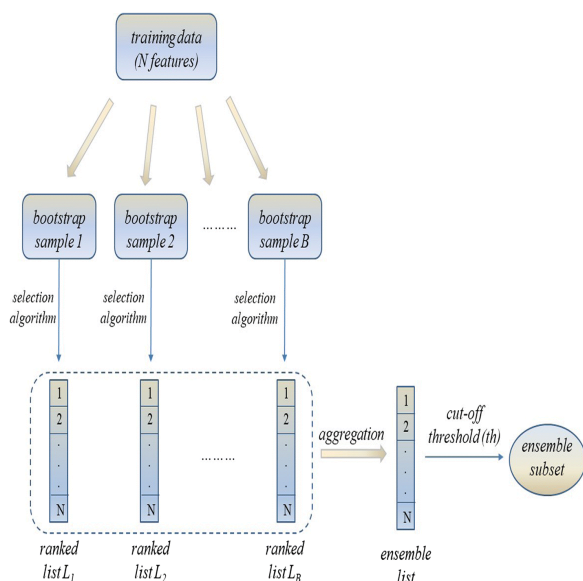 training data
(N features)
bootstrap
sample 1
bootstrap
sample 2
.........
bootstrap
sample B
selection
algorithm
selection
algorithm
selection
algorithm
1
2
.
.
.
N
1
2
.
.
.
N
.........
1
2
.
.
.
N
aggregation
1
2
.
.
.
N
cut-off
threshold (th)
ensemble
subset
ranked
list L1
ranked
list L2
ranked
list LB
ensemble
list